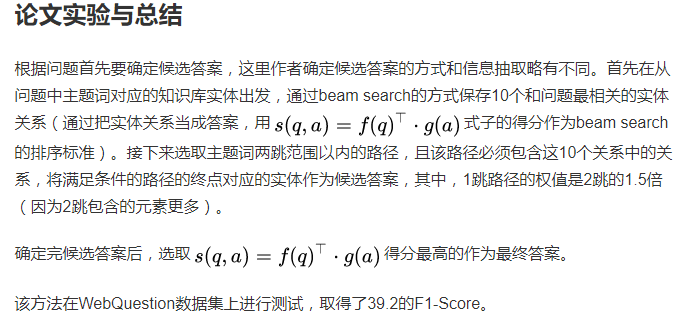 论文实验与总结
根据问题首先要确定候选答案，这里作者确定候选答案的方式和信息抽取略有不同。首先在从
问题中主题词对应的知识库实体出发，通过beam search的方式保存10个和问题最相关的实体
关系（通过把实体关系当成答案，用 s(q, a) = f(q)^⊤ · g(a) 式子的得分作为beam search
的排序标准）。接下来选取主题词两跳范围以内的路径，且该路径必须包含这10个关系中的关
系，将满足条件的路径的终点对应的实体作为候选答案，其中，1跳路径的权值是2跳的1.5倍
（因为2跳包含的元素更多）。
确定完候选答案后，选取 s(q, a) = f(q)^⊤ · g(a) 得分最高的作为最终答案。
该方法在WebQuestion数据集上进行测试，取得了39.2的F1-Score。